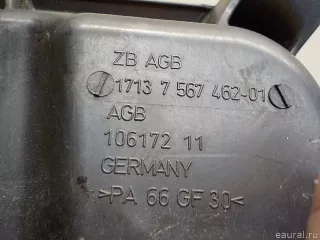 ZB AGB
1713 7 567 462-01
AGB
106172 11
GERMANY
>PA 66 GF 30<
eaural.ru